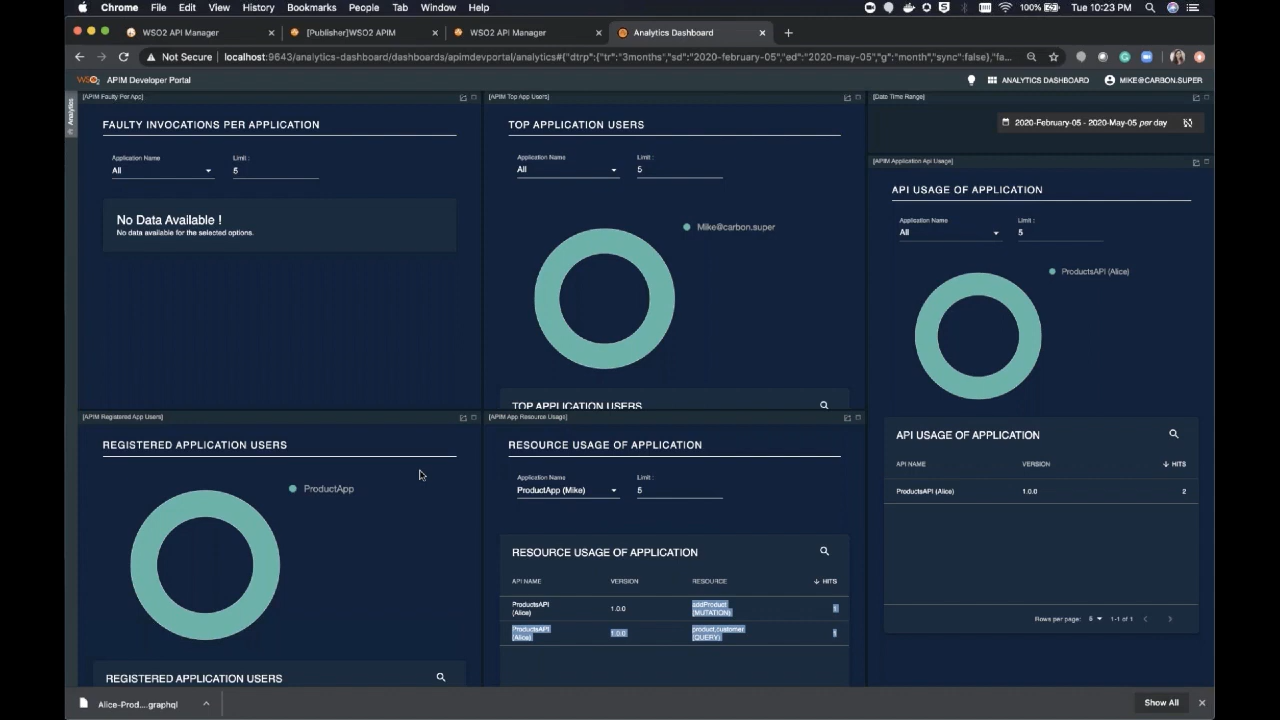 Chrome File Edit View History Bookmarks People Tab Window Help 100% Tue 10:23 PM
WSO2 API Manager [Publisher]WSO2 APIM WSO2 API Manager Analytics Dashboard
Not Secure localhost:9643/analytics-dashboard/dashboards/apimdevportal/analytics#{"dtrp":{"tr":"3months","sd":"2020-february-05","ed":"2020-may-05","g":"month","sync":false},"fa...
WSO2 APIM Developer Portal ANALYTICS DASHBOARD MIKE@CARBON.SUPER
Analytics
[APIM Faulty Per App]
FAULTY INVOCATIONS PER APPLICATION
Application Name Limit :
All 5
No Data Available !
No data available for the selected options.
[APIM Top App Users]
TOP APPLICATION USERS
Application Name Limit :
All 5
Mike@carbon.super
TOP APPLICATION USERS
[Date Time Range]
2020-February-05 - 2020-May-05 per day
[APIM Application Api Usage]
API USAGE OF APPLICATION
Application Name Limit :
All 5
ProductsAPI (Alice)
API USAGE OF APPLICATION
API NAME VERSION HITS
ProductsAPI (Alice) 1.0.0 2
Rows per page: 5 1-1 of 1
[APIM Registered App Users]
REGISTERED APPLICATION USERS
ProductApp
REGISTERED APPLICATION USERS
[APIM App Resource Usage]
RESOURCE USAGE OF APPLICATION
Application Name Limit :
ProductApp (Mike) 5
RESOURCE USAGE OF APPLICATION
API NAME VERSION RESOURCE HITS
ProductsAPI (Alice) 1.0.0 addProduct (MUTATION) 1
ProductsAPI (Alice) 1.0.0 product,customer (QUERY) 1
Alice-Prod....graphql Show All